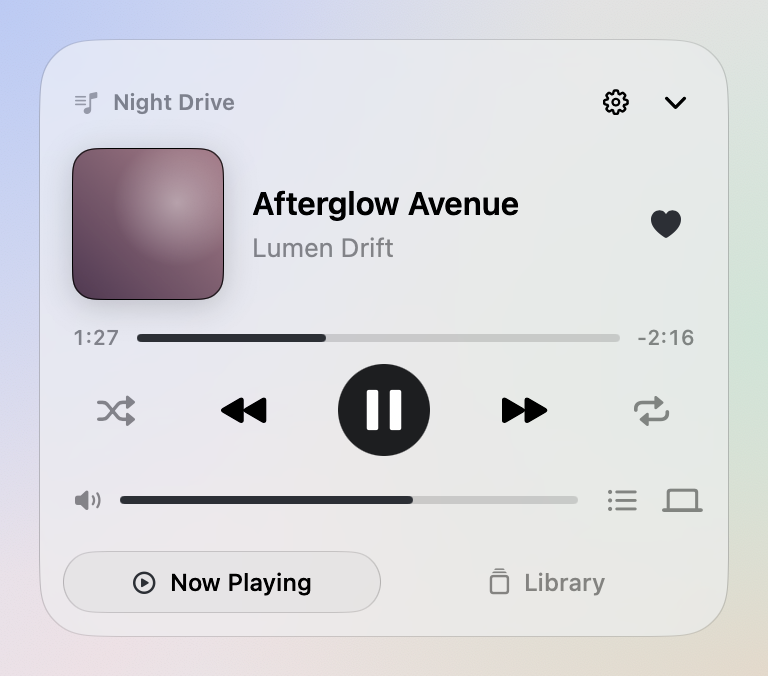 Night Drive
Afterglow Avenue
Lumen Drift
1:27 -2:16
Now Playing Library